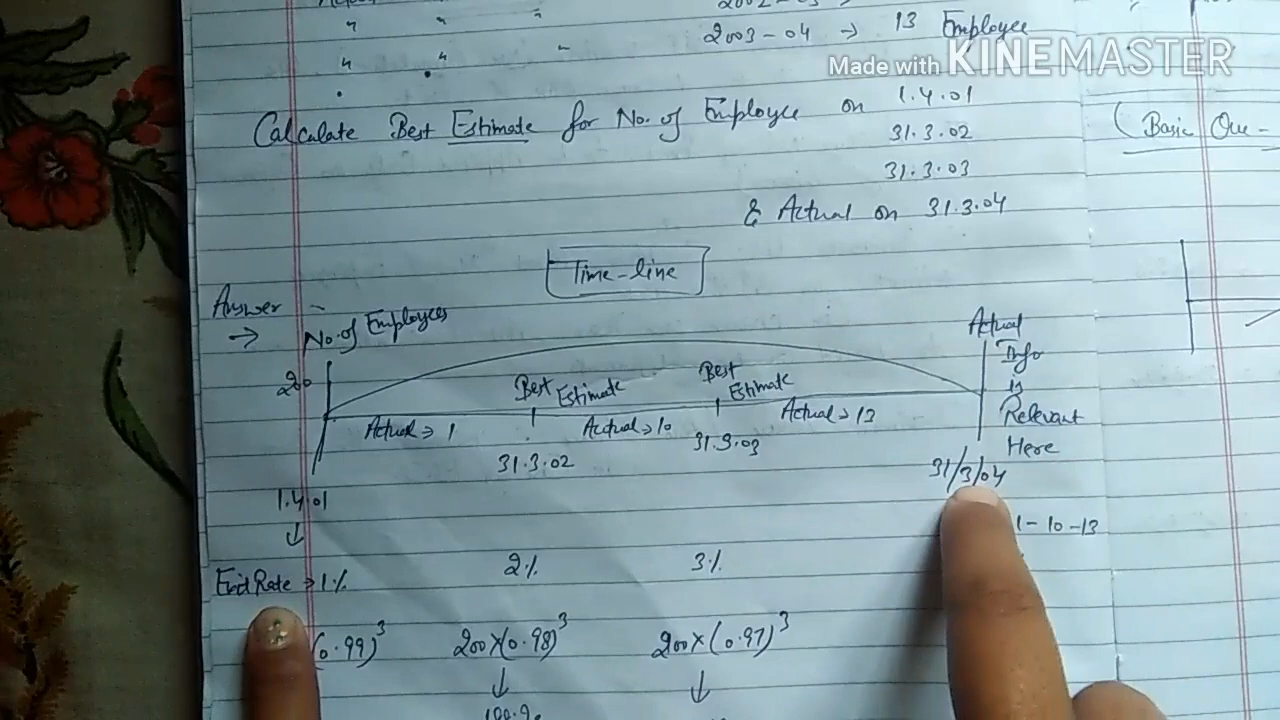 2003-04 → 13 Employee
Made with KINEMASTER
Calculate Best Estimate for No. of Employee on 1.4.01
31.3.02
31.3.03
& Actual on 31.3.04
(Basic Que-
Time-line
Answer -
→ No. of Employees
Actual
Info
is
Relevant
Here
200
Best Estimate
Best Estimate
Actual → 1
Actual → 10
Actual → 13
1.4.01
31.3.02
31.3.03
31/3/04
1-10-13
Exit Rate → 1%
2%
3%
(0.99)³
200×(0.98)³
200×(0.97)³